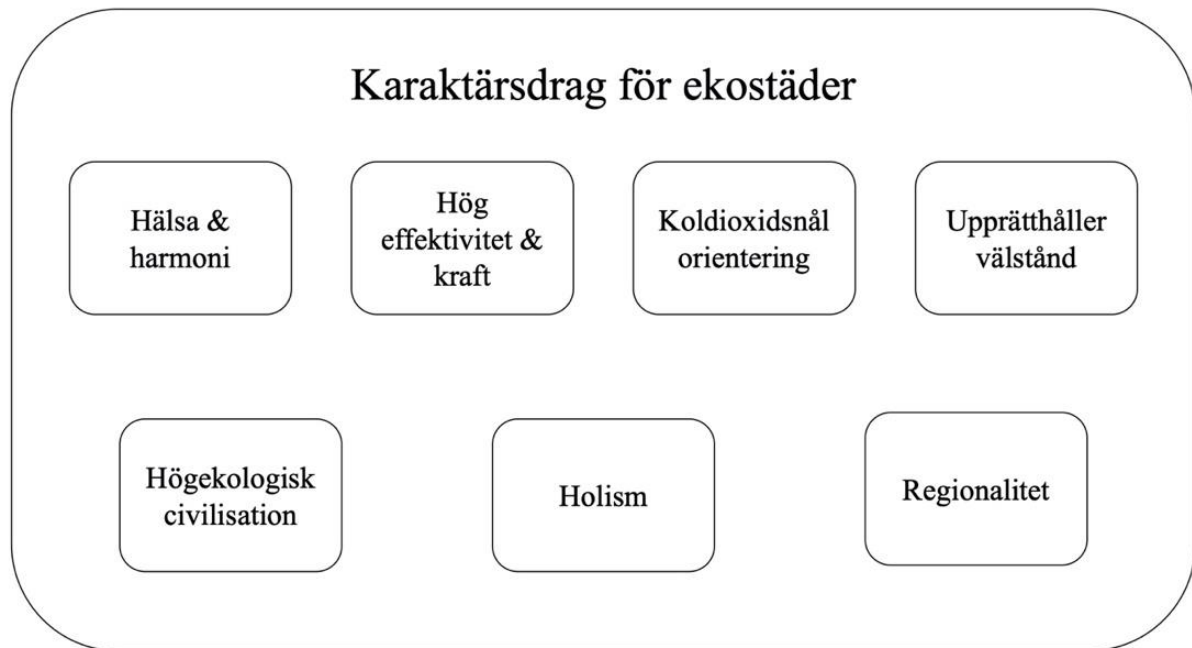 Karaktärsdrag för ekostäder
Hälsa &
harmoni
Hög
effektivitet &
kraft
Koldioxidsnål
orientering
Upprätthåller
välstånd
Högekologisk
civilisation
Holism
Regionalitet